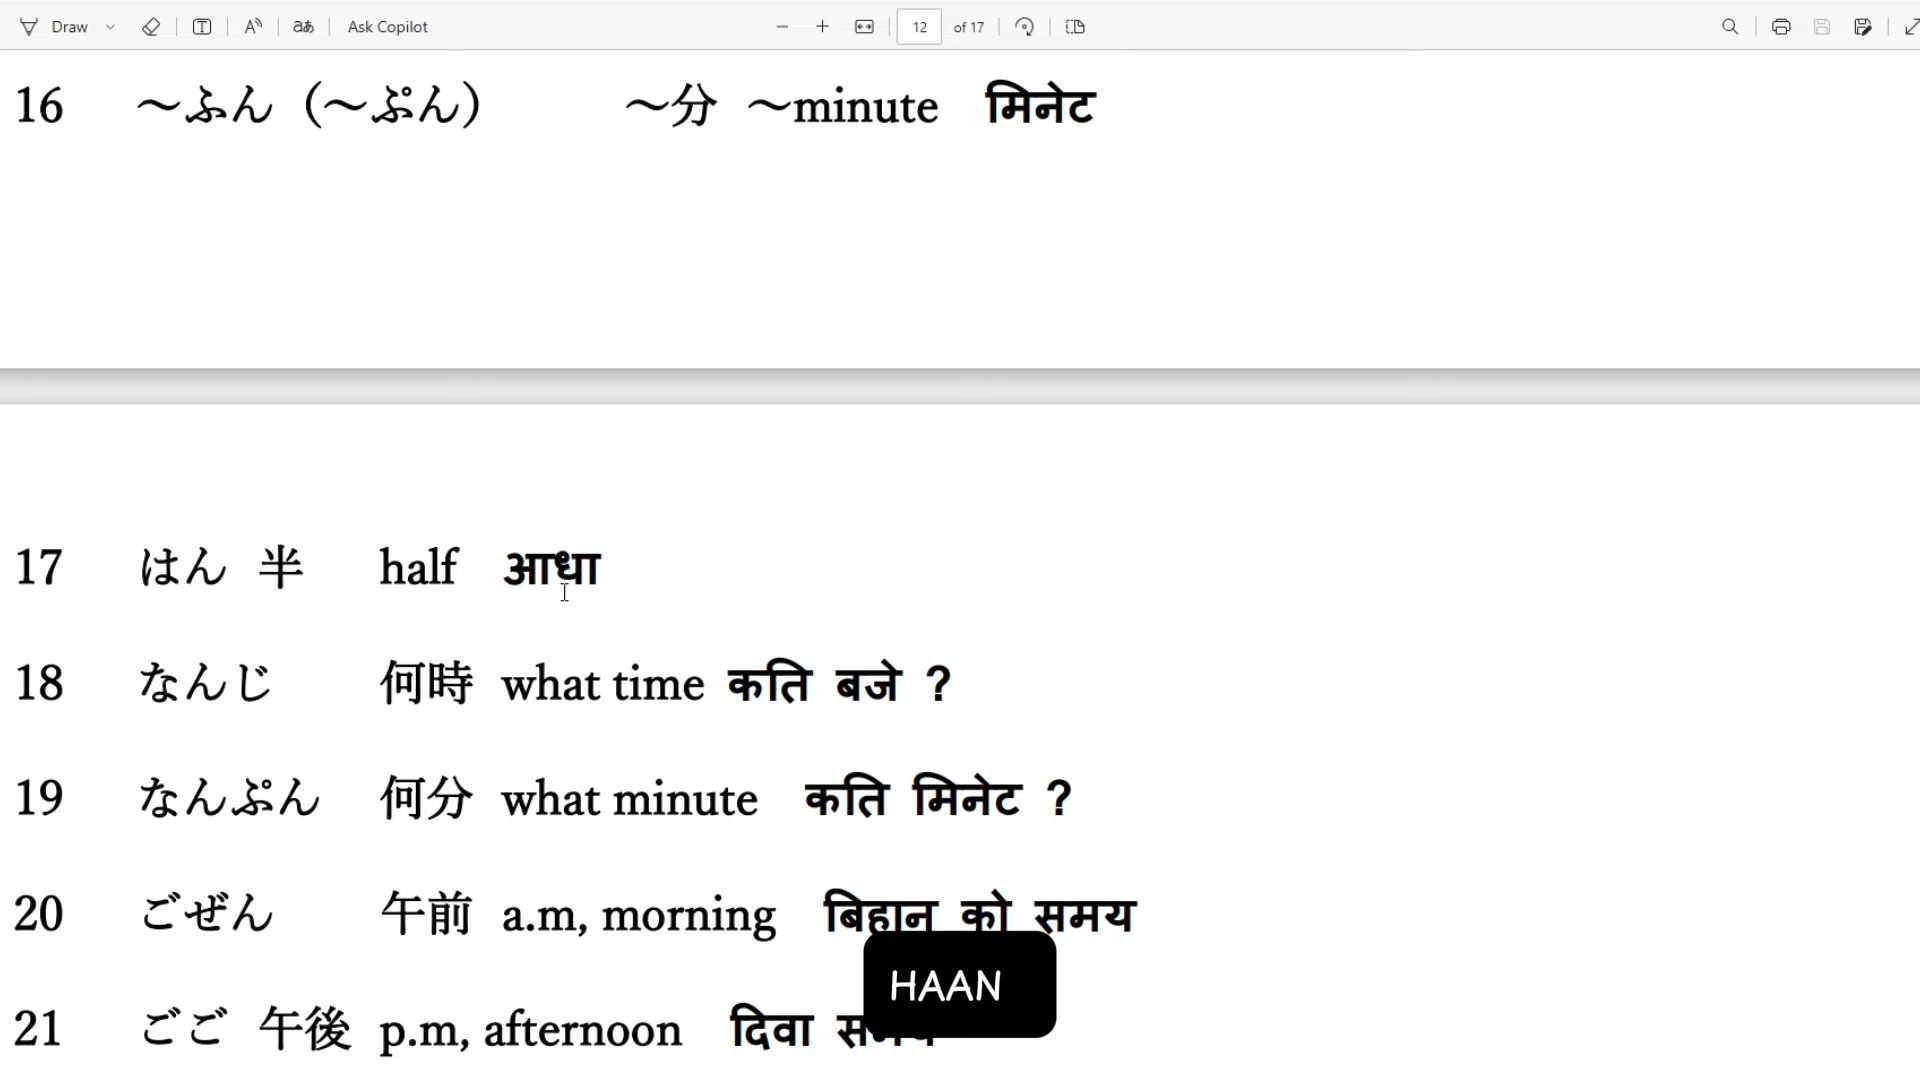 Draw Ask Copilot 12 of 17
16 ～ふん（～ぷん） ～分 ～minute मिनेट
17 はん 半 half आधा
18 なんじ 何時 what time कति बजे ?
19 なんぷん 何分 what minute कति मिनेट ?
20 ごぜん 午前 a.m, morning बिहान को समय
HAAN
21 ごご 午後 p.m, afternoon दिवा